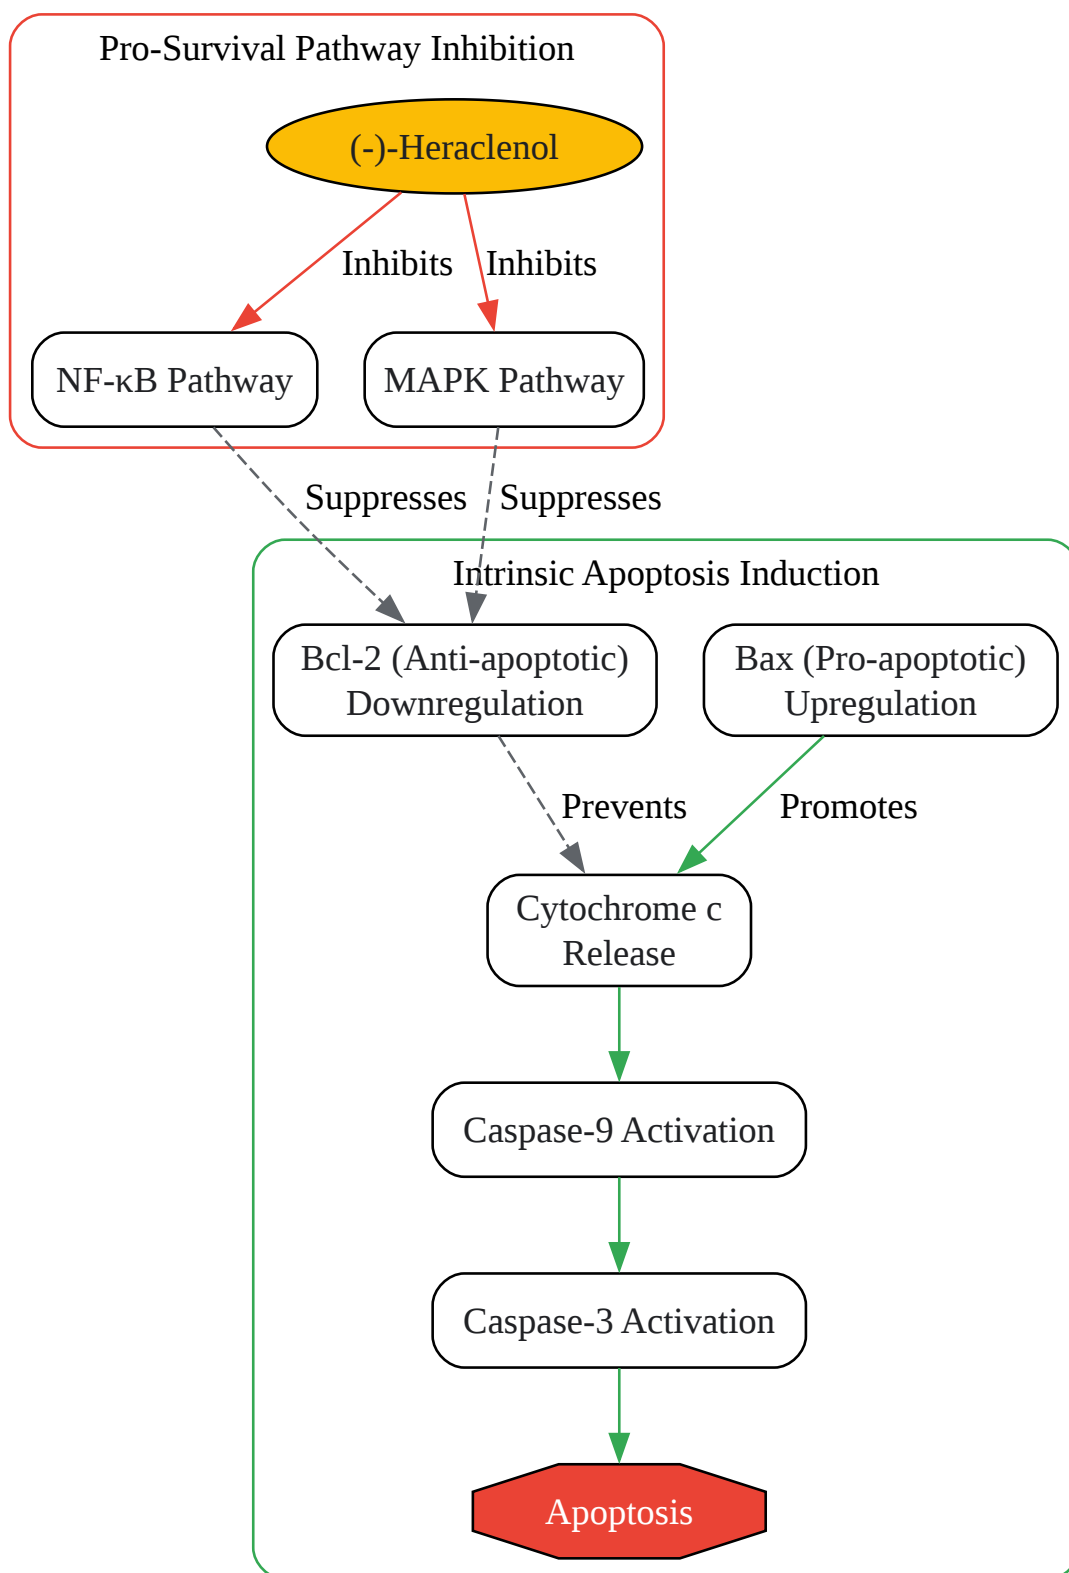 Pro-Survival Pathway Inhibition
(-)-Heraclenol
Inhibits
Inhibits
NF-κB Pathway
MAPK Pathway
Suppresses
Suppresses
Intrinsic Apoptosis Induction
Bcl-2 (Anti-apoptotic)
Downregulation
Bax (Pro-apoptotic)
Upregulation
Prevents
Promotes
Cytochrome c
Release
Caspase-9 Activation
Caspase-3 Activation
Apoptosis